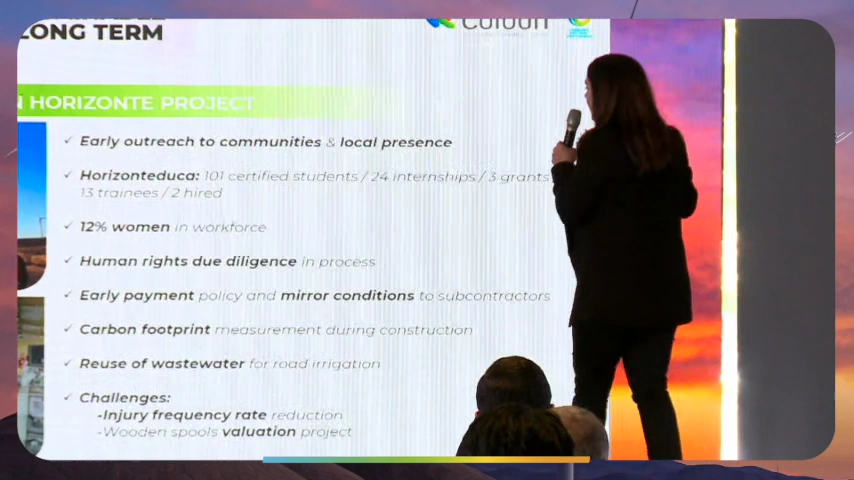 LONG TERM
HORIZONTE PROJECT
✓ Early outreach to communities & local presence
✓ Horizonteduca: 101 certified students / 24 internships / 3 grants
13 trainees / 2 hired
✓ 12% women in workforce
✓ Human rights due diligence in process
✓ Early payment policy and mirror conditions to subcontractors
✓ Carbon footprint measurement during construction
✓ Reuse of wastewater for road irrigation
✓ Challenges:
-Injury frequency rate reduction
-Wooden spools valuation project